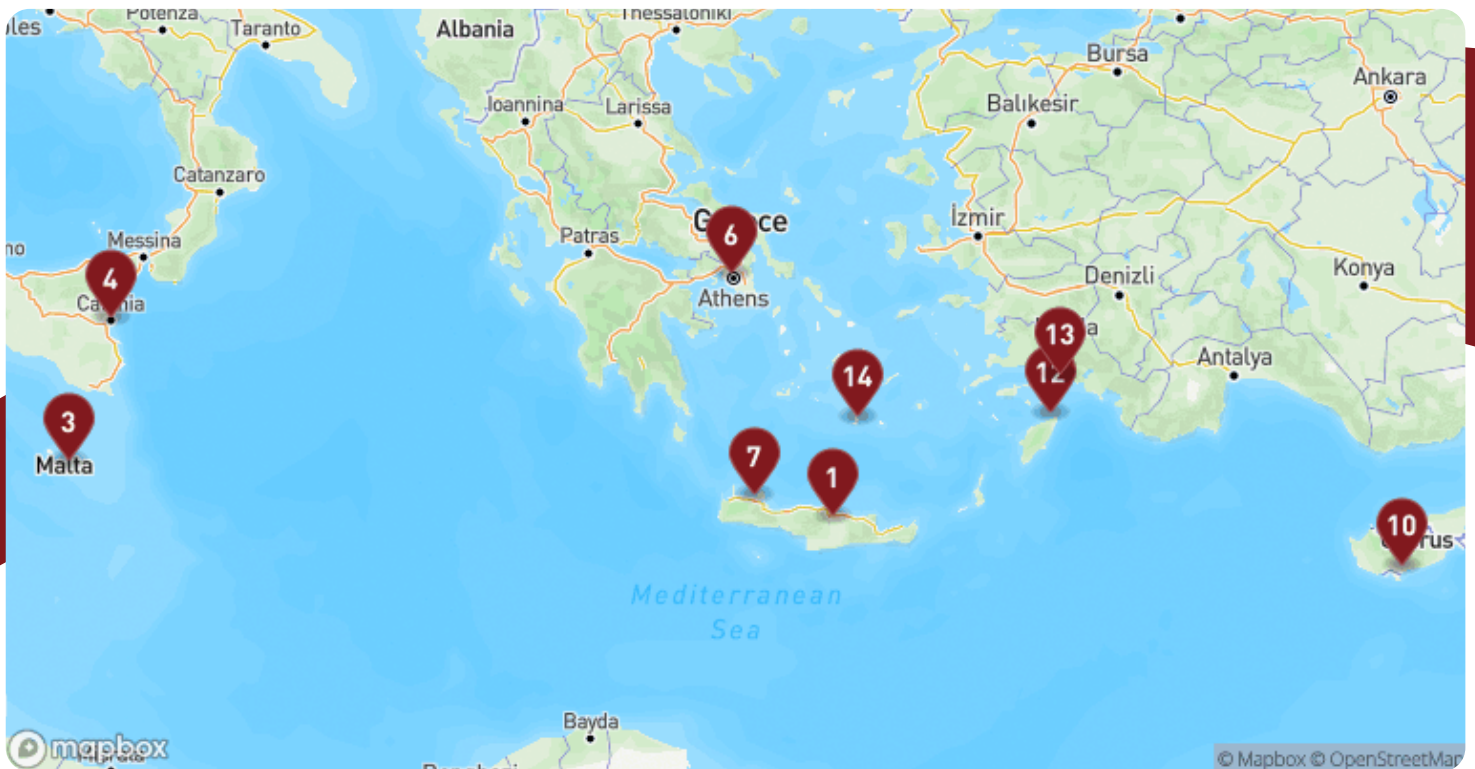 Potenza
Taranto
Albania
Thessaloniki
Bursa
Ankara
Ioannina
Larissa
Balıkesir
Catanzaro
Messina
6
İzmir
Patras
4
Athens
Denizli
Konya
13
12
14
Antalya
3
Malta
7
1
10
Mediterranean
Sea
Bayda
mapbox
© Mapbox © OpenStreetMap